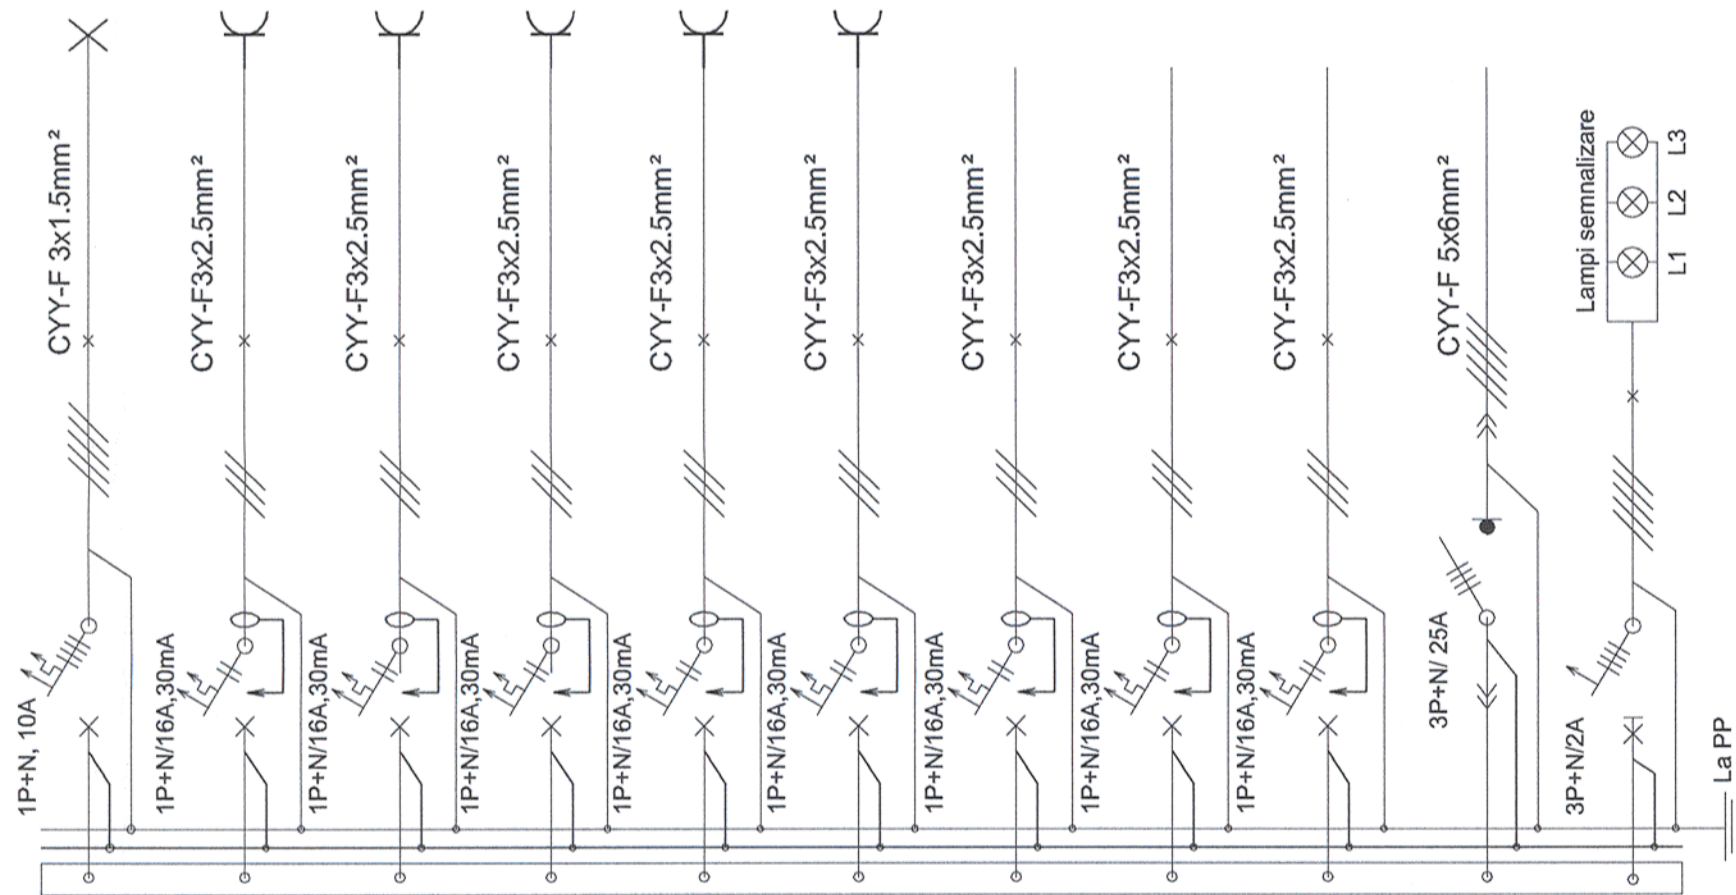 CYY-F 3x1.5mm²
CYY-F3x2.5mm²
CYY-F3x2.5mm²
CYY-F3x2.5mm²
CYY-F3x2.5mm²
CYY-F3x2.5mm²
CYY-F3x2.5mm²
CYY-F3x2.5mm²
CYY-F3x2.5mm²
CYY-F 5x6mm²
Lampi semnalizare
L1
L2
L3
1P+N, 10A
1P+N/16A,30mA
1P+N/16A,30mA
1P+N/16A,30mA
1P+N/16A,30mA
1P+N/16A,30mA
1P+N/16A,30mA
1P+N/16A,30mA
1P+N/16A,30mA
3P+N/ 25A
3P+N/2A
La PP